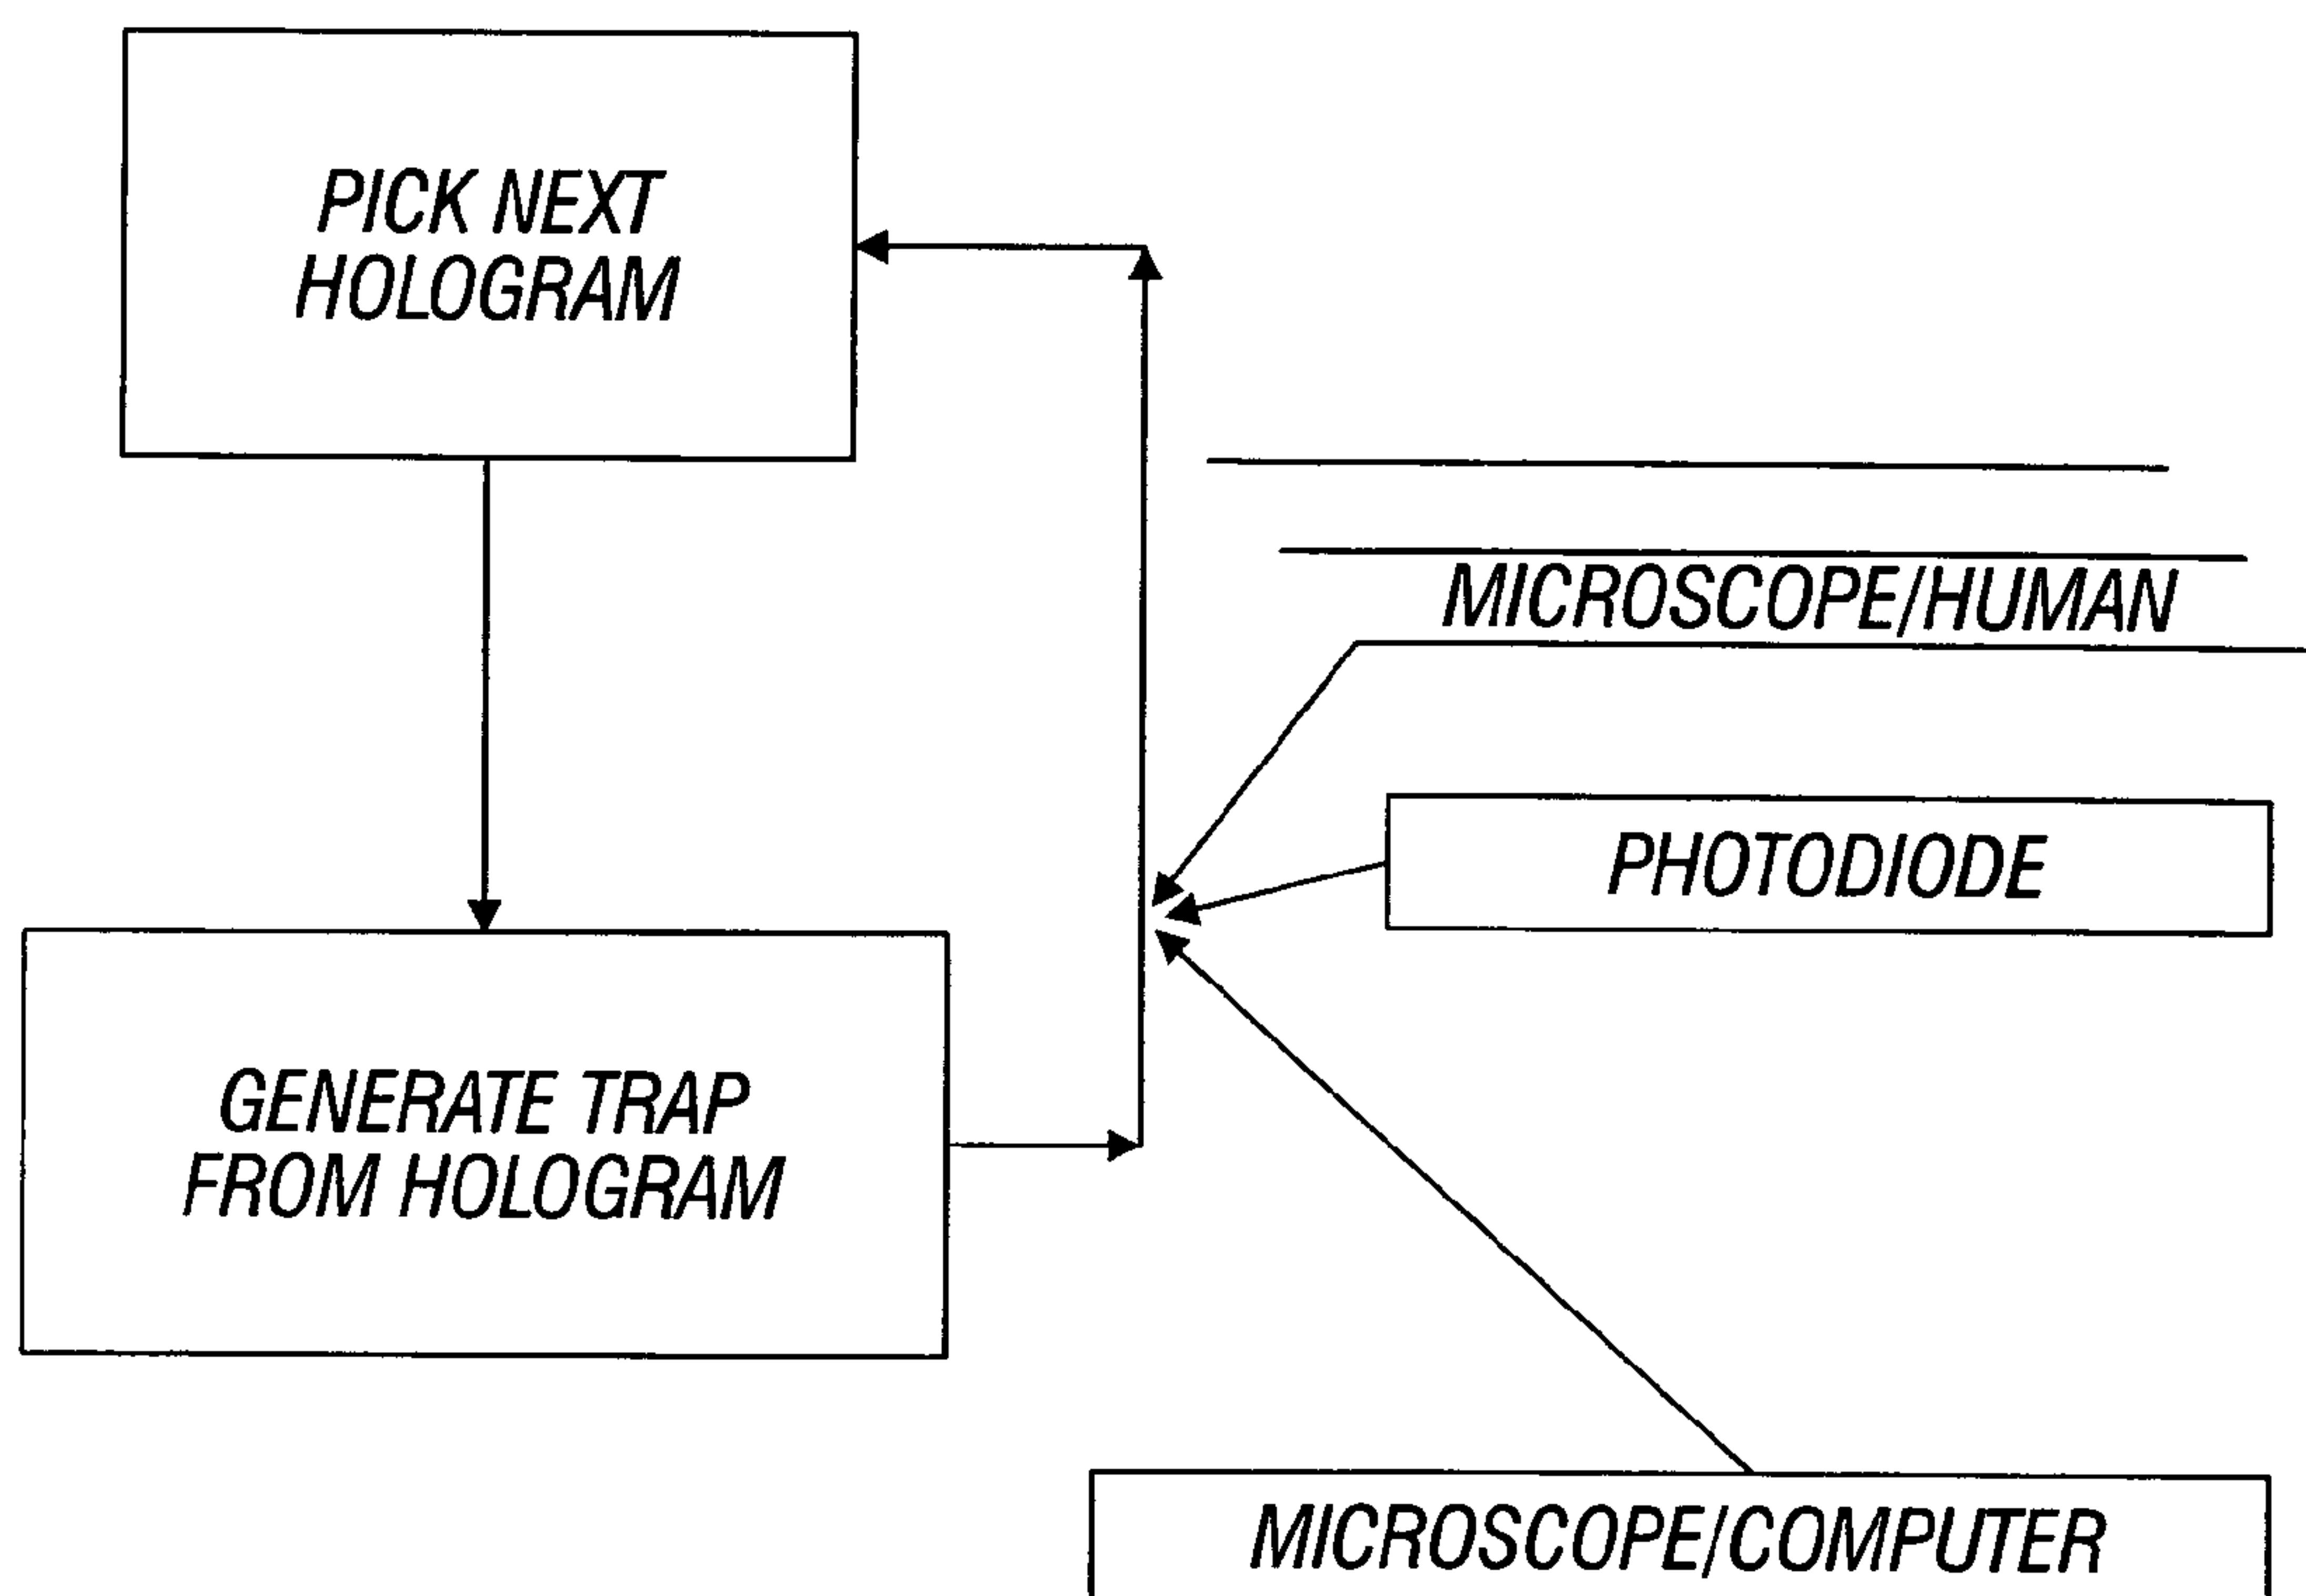 PICK NEXT
HOLOGRAM
MICROSCOPE/HUMAN
PHOTODIODE
GENERATE TRAP
FROM HOLOGRAM
MICROSCOPE/COMPUTER